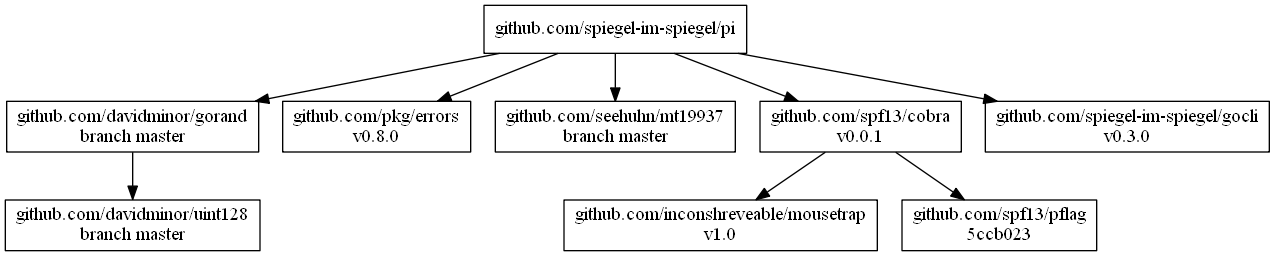 github.com/spiegel-im-spiegel/pi
github.com/davidminor/gorand
branch master
github.com/pkg/errors
v0.8.0
github.com/seehuhn/mt19937
branch master
github.com/spf13/cobra
v0.0.1
github.com/spiegel-im-spiegel/gocli
v0.3.0
github.com/davidminor/uint128
branch master
github.com/inconshreveable/mousetrap
v1.0
github.com/spf13/pflag
5ccb023